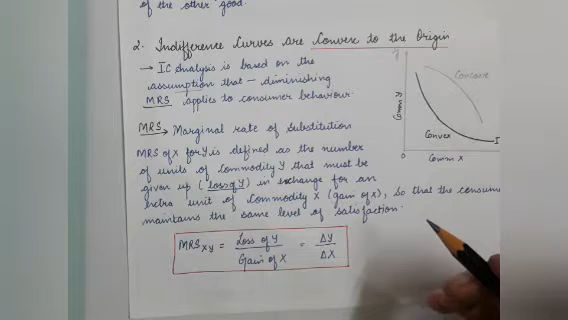 of the other good.
2. Indifference Curves are Convex to the Origin
→ IC Analysis is based on the
assumption that - diminishing
MRS applies to consumer behaviour.
Y
Concave
Comm Y
Convex
I
O
Comm X
MRS → Marginal rate of substitution
MRS of X for Y is defined as the number
of units of commodity Y that must be
given up (loss of Y) in exchange for an
extra unit of commodity X (gain of X), so that the consume
maintains the same level of satisfaction.
MRS XY = Loss of Y / Gain of X = ΔY / ΔX